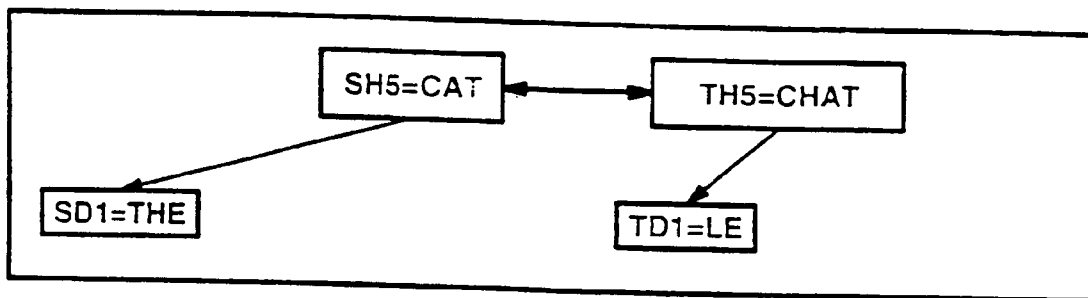 SH5=CAT
TH5=CHAT
SD1=THE
TD1=LE